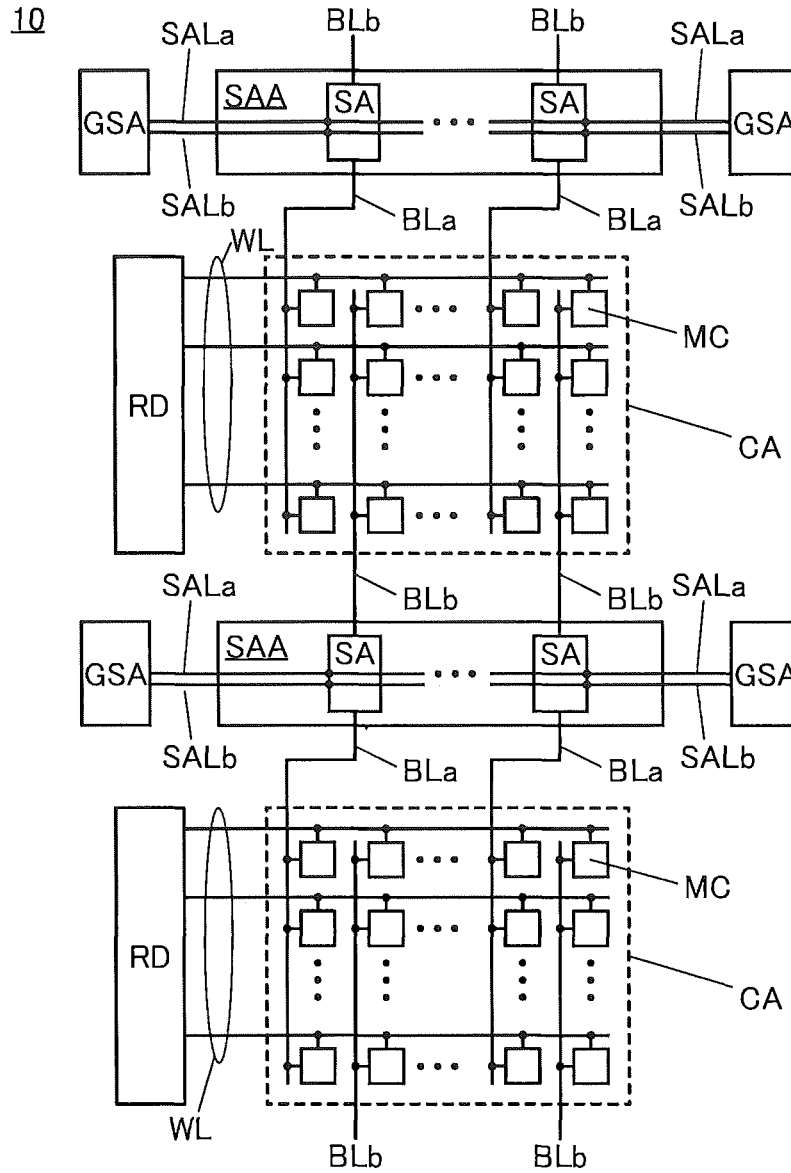 10
SALa BLb BLb SALa
GSA SAA SA ... SA GSA
SALb BLa BLa SALb
WL
RD MC
CA
SALa BLb BLb SALa
GSA SAA SA ... SA GSA
SALb BLa BLa SALb
RD MC
CA
WL
BLb BLb